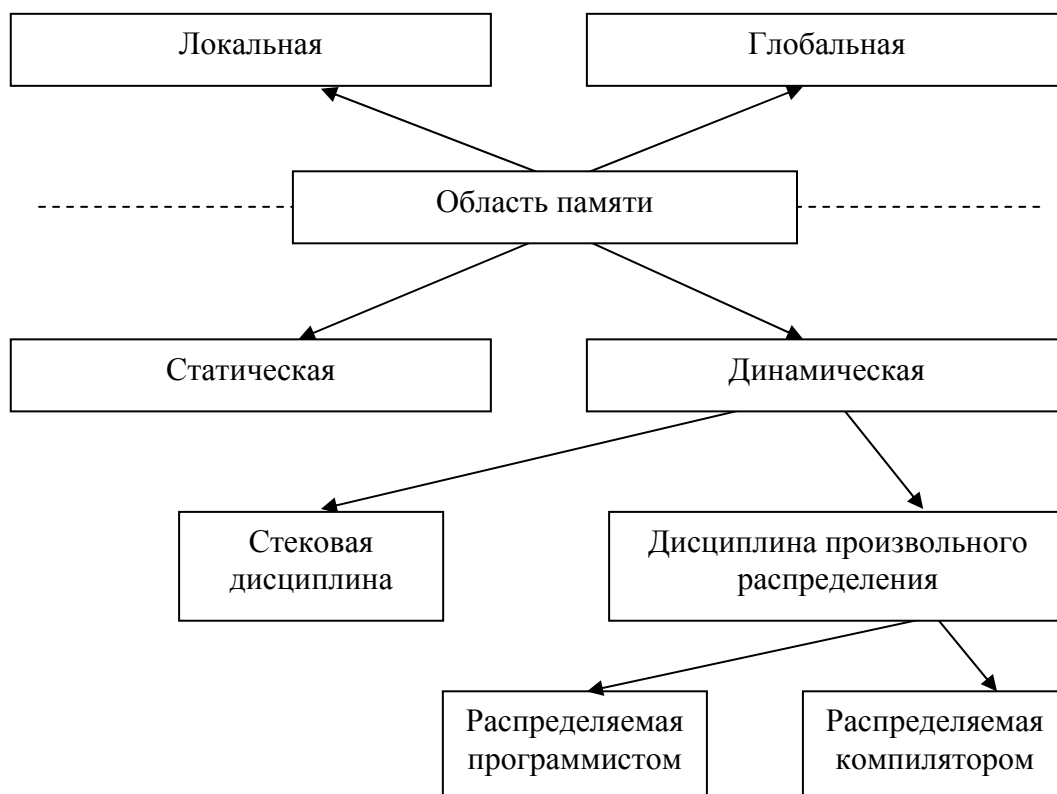 Локальная
Глобальная
Область памяти
Статическая
Динамическая
Стековая
дисциплина
Дисциплина произвольного
распределения
Распределяемая
программистом
Распределяемая
компилятором